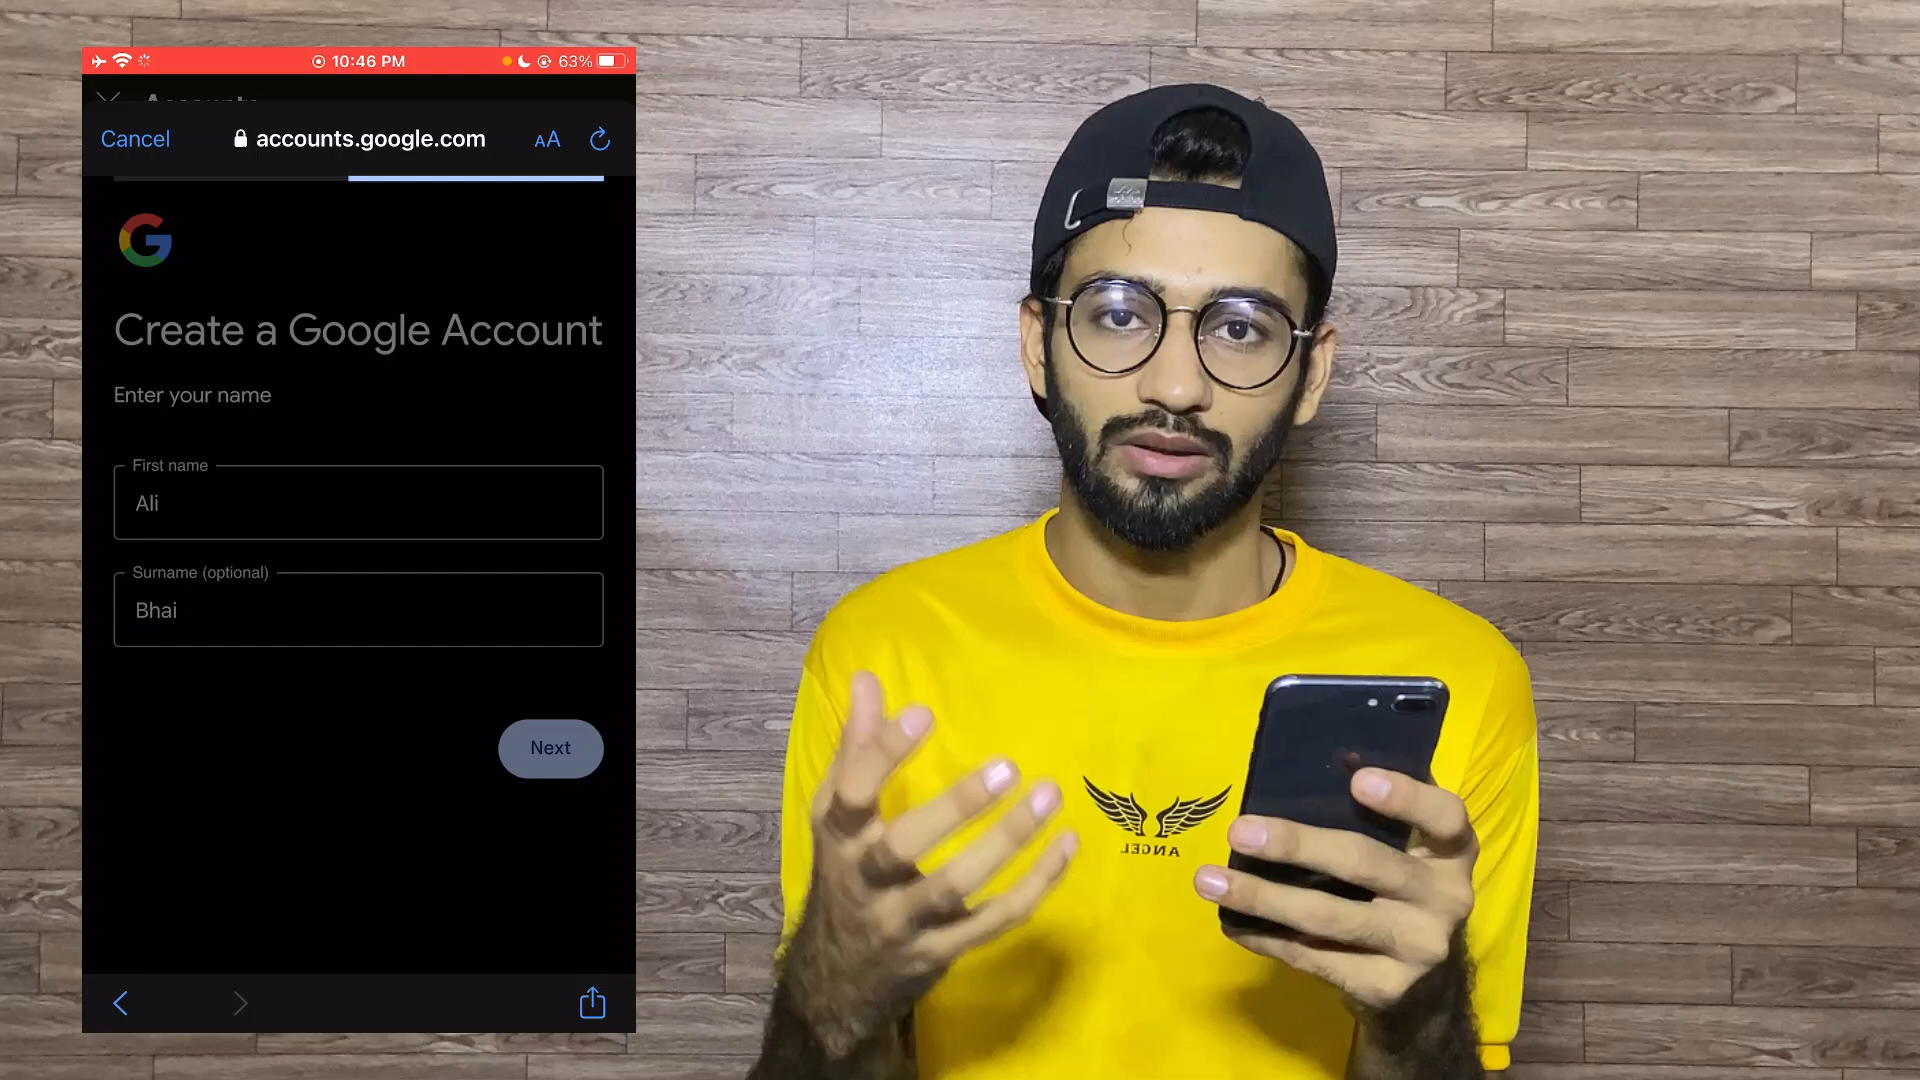 10:46 PM
63%
Accounts
Cancel
accounts.google.com
AA
Create a Google Account
Enter your name
First name
Ali
Surname (optional)
Bhai
Next
ANGEL